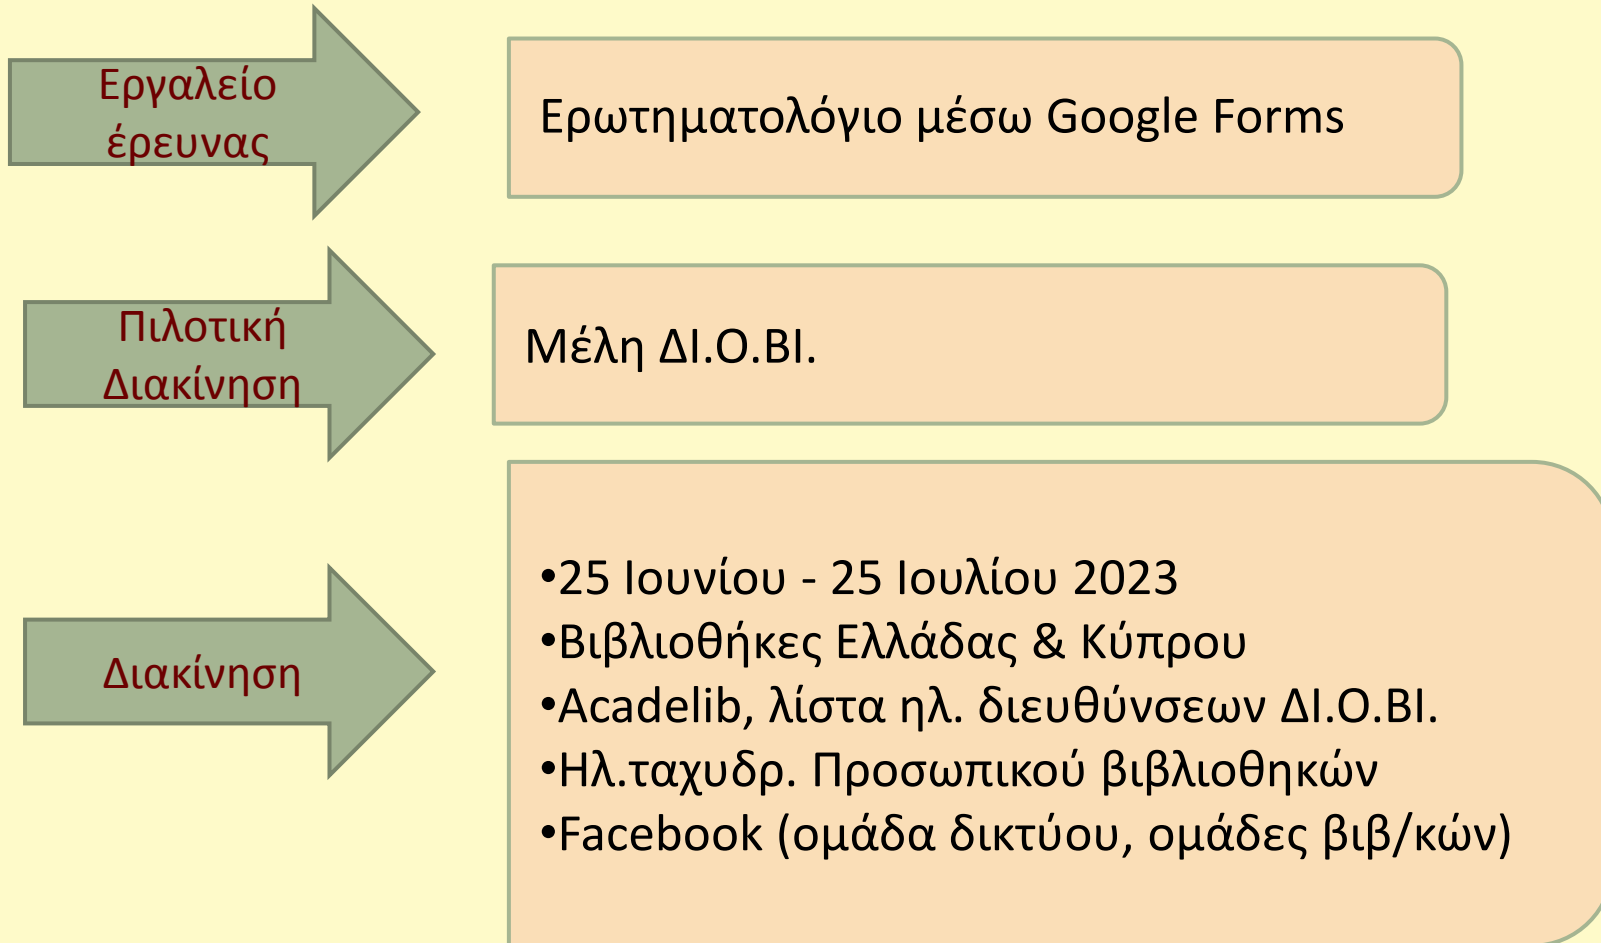 Εργαλείο
έρευνας
Ερωτηματολόγιο μέσω Google Forms
Πιλοτική
Διακίνηση
Μέλη ΔΙ.Ο.ΒΙ.
Διακίνηση
•25 Ιουνίου - 25 Ιουλίου 2023
•Βιβλιοθήκες Ελλάδας & Κύπρου
•Acadelib, λίστα ηλ. διευθύνσεων ΔΙ.Ο.ΒΙ.
•Ηλ.ταχυδρ. Προσωπικού βιβλιοθηκών
•Facebook (ομάδα δικτύου, ομάδες βιβ/κών)